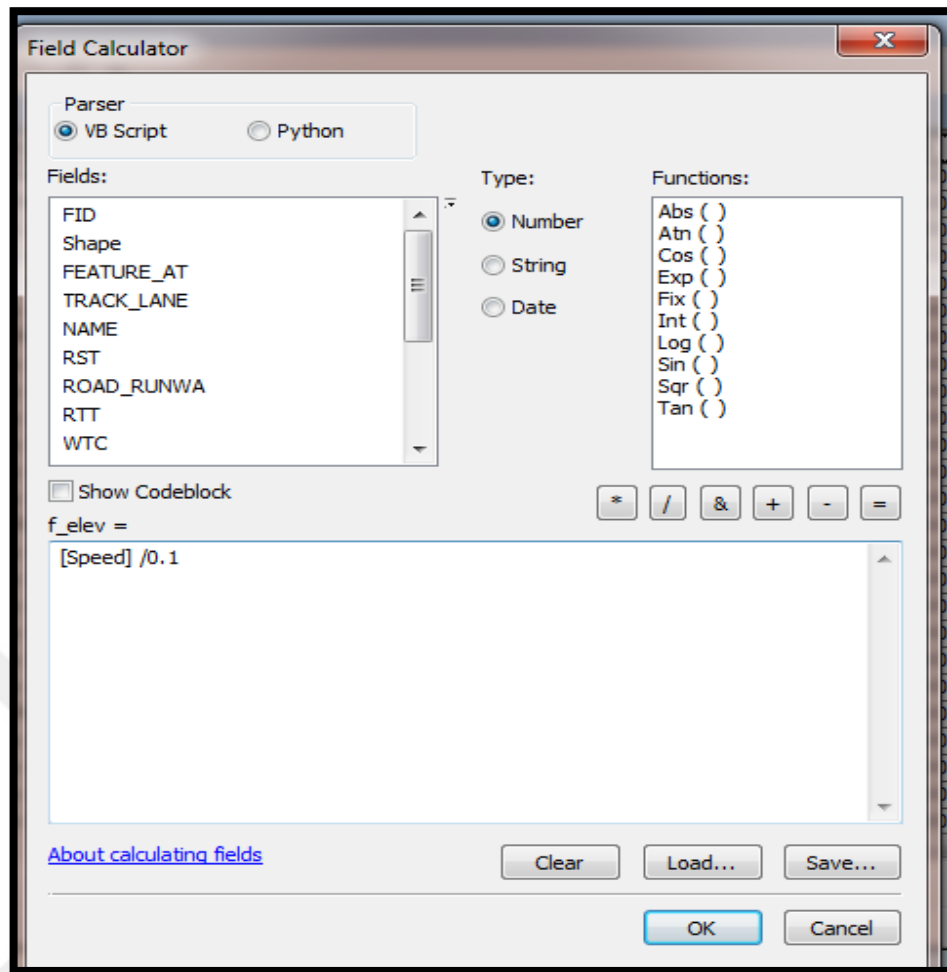 Field Calculator
Parser
VB Script
Python
Fields:
FID
Shape
FEATURE_AT
TRACK_LANE
NAME
RST
ROAD_RUNWA
RTT
WTC
Type:
Number
String
Date
Functions:
Abs ( )
Atn ( )
Cos ( )
Exp ( )
Fix ( )
Int ( )
Log ( )
Sin ( )
Sqr ( )
Tan ( )
Show Codeblock
* / & + - =
f_elev =
[Speed] /0.1
About calculating fields
Clear Load... Save...
OK Cancel